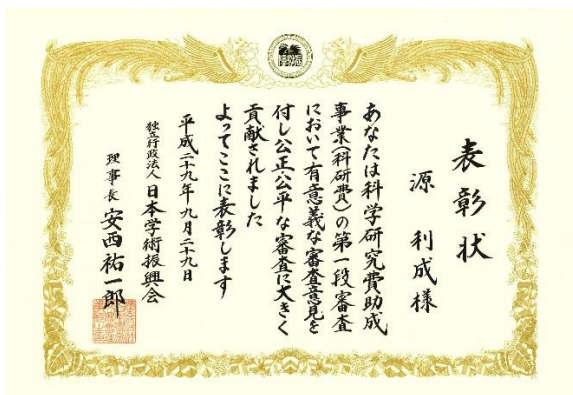 表彰状
源 利成 様
あなたは科学研究費助成
事業(科研費)の第一段審査
において有意義な審査意見を
付し公正公平な審査に大きく
貢献されました
よってここに表彰します
平成二十九年九月二十九日
独立行政法人 日本学術振興会
理事長 安西祐一郎